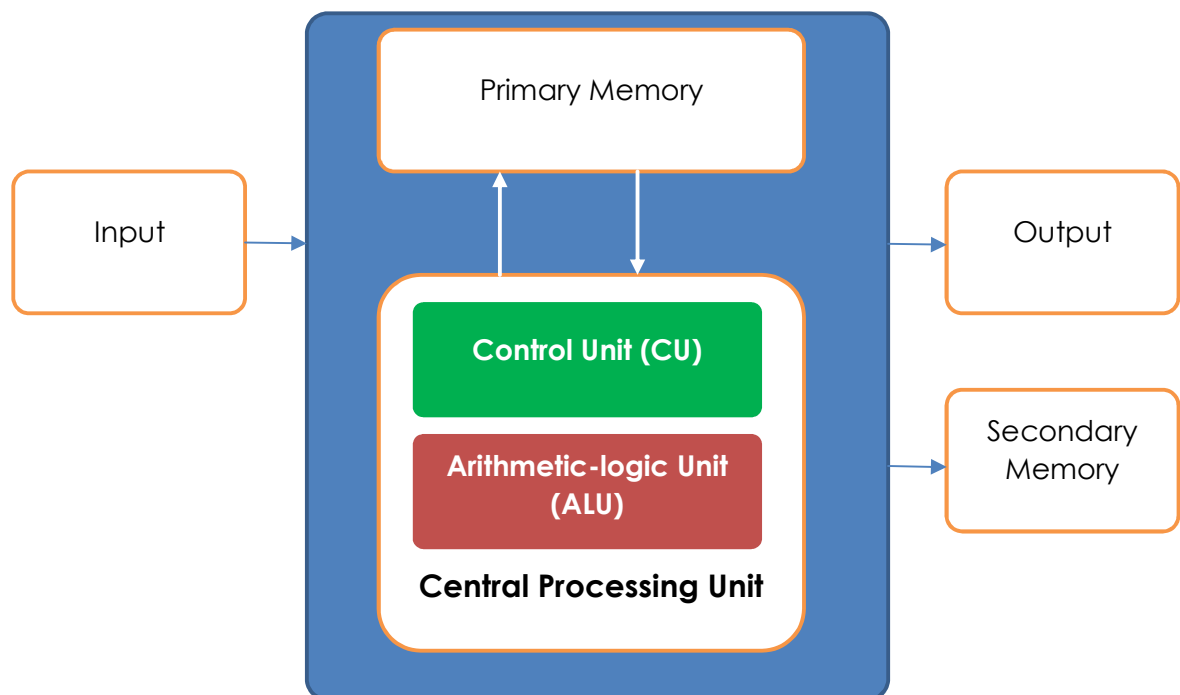 Primary Memory
Input
Output
Control Unit (CU)
Secondary
Memory
Arithmetic-logic Unit
(ALU)
Central Processing Unit